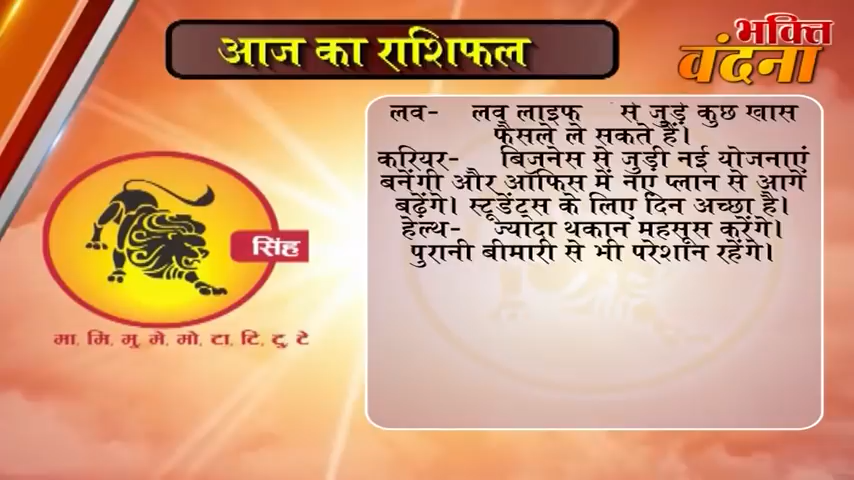 आज का राशिफल
भक्ति
वंदना
लव- लव लाइफ से जुड़े कुछ खास
फैसले ले सकते हैं।
करियर- बिज़नेस से जुड़ी नई योजनाएं
बनेंगी और ऑफिस में नए प्लान से आगे
बढ़ेंगे। स्टूडेंट्स के लिए दिन अच्छा है।
हेल्थ- ज्यादा थकान महसूस करेंगे।
पुरानी बीमारी से भी परेशान रहेंगे।
सिंह
मा, मि, मु, मे, मो, टा, टि, टु, टे